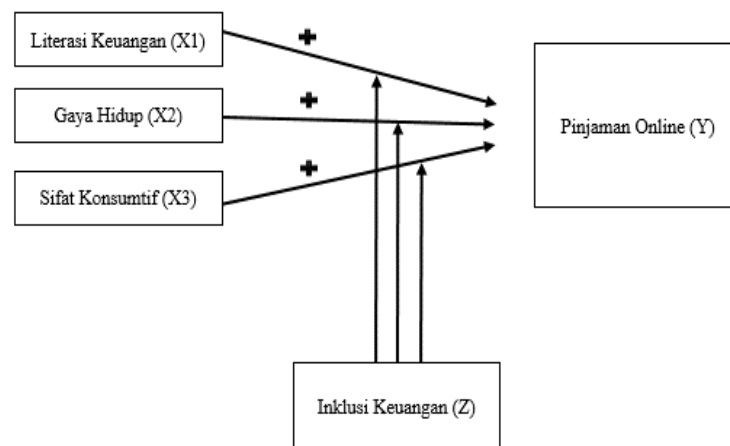 Literasi Keuangan (X1)
+
Gaya Hidup (X2)
+
Pinjaman Online (Y)
Sifat Konsumtif (X3)
+
Inklusi Keuangan (Z)